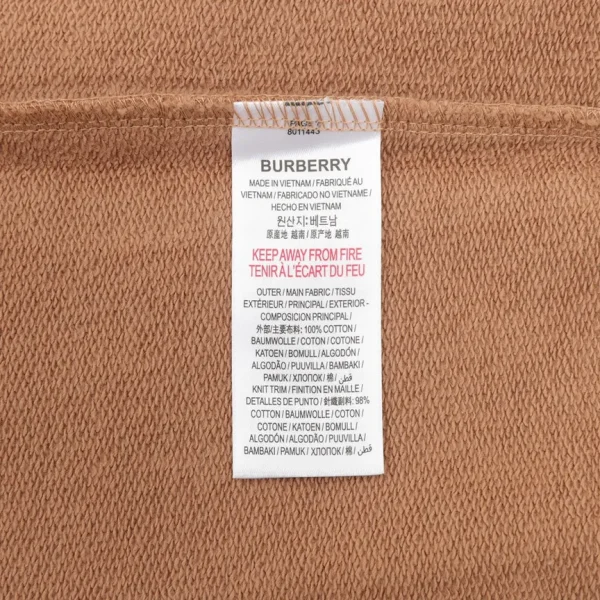 8011443
BURBERRY
MADE IN VIETNAM / FABRIQUÉ AU
VIETNAM / FABRICADO NO VIETNAME /
HECHO EN VIETNAM
원산지: 베트남
原産地 越南 / 原产地 越南
KEEP AWAY FROM FIRE
TENIR À L'ÉCART DU FEU
OUTER / MAIN FABRIC / TISSU
EXTÉRIEUR / PRINCIPAL / EXTERIOR -
COMPOSICION PRINCIPAL /
外部/主要布料: 100% COTTON /
BAUMWOLLE / COTON / COTONE /
KATOEN / BOMULL / ALGODÓN /
ALGODÃO / PUUVILLA / BAMBAKI /
PAMUK / ХЛОПОК / 棉 / قطن /
KNIT TRIM / FINITION EN MAILLE /
DETALLES DE PUNTO / 針織副料: 98%
COTTON / BAUMWOLLE / COTON /
COTONE / KATOEN / BOMULL /
ALGODÓN / ALGODÃO / PUUVILLA /
BAMBAKI / PAMUK / ХЛОПОК / 棉 / قطن /